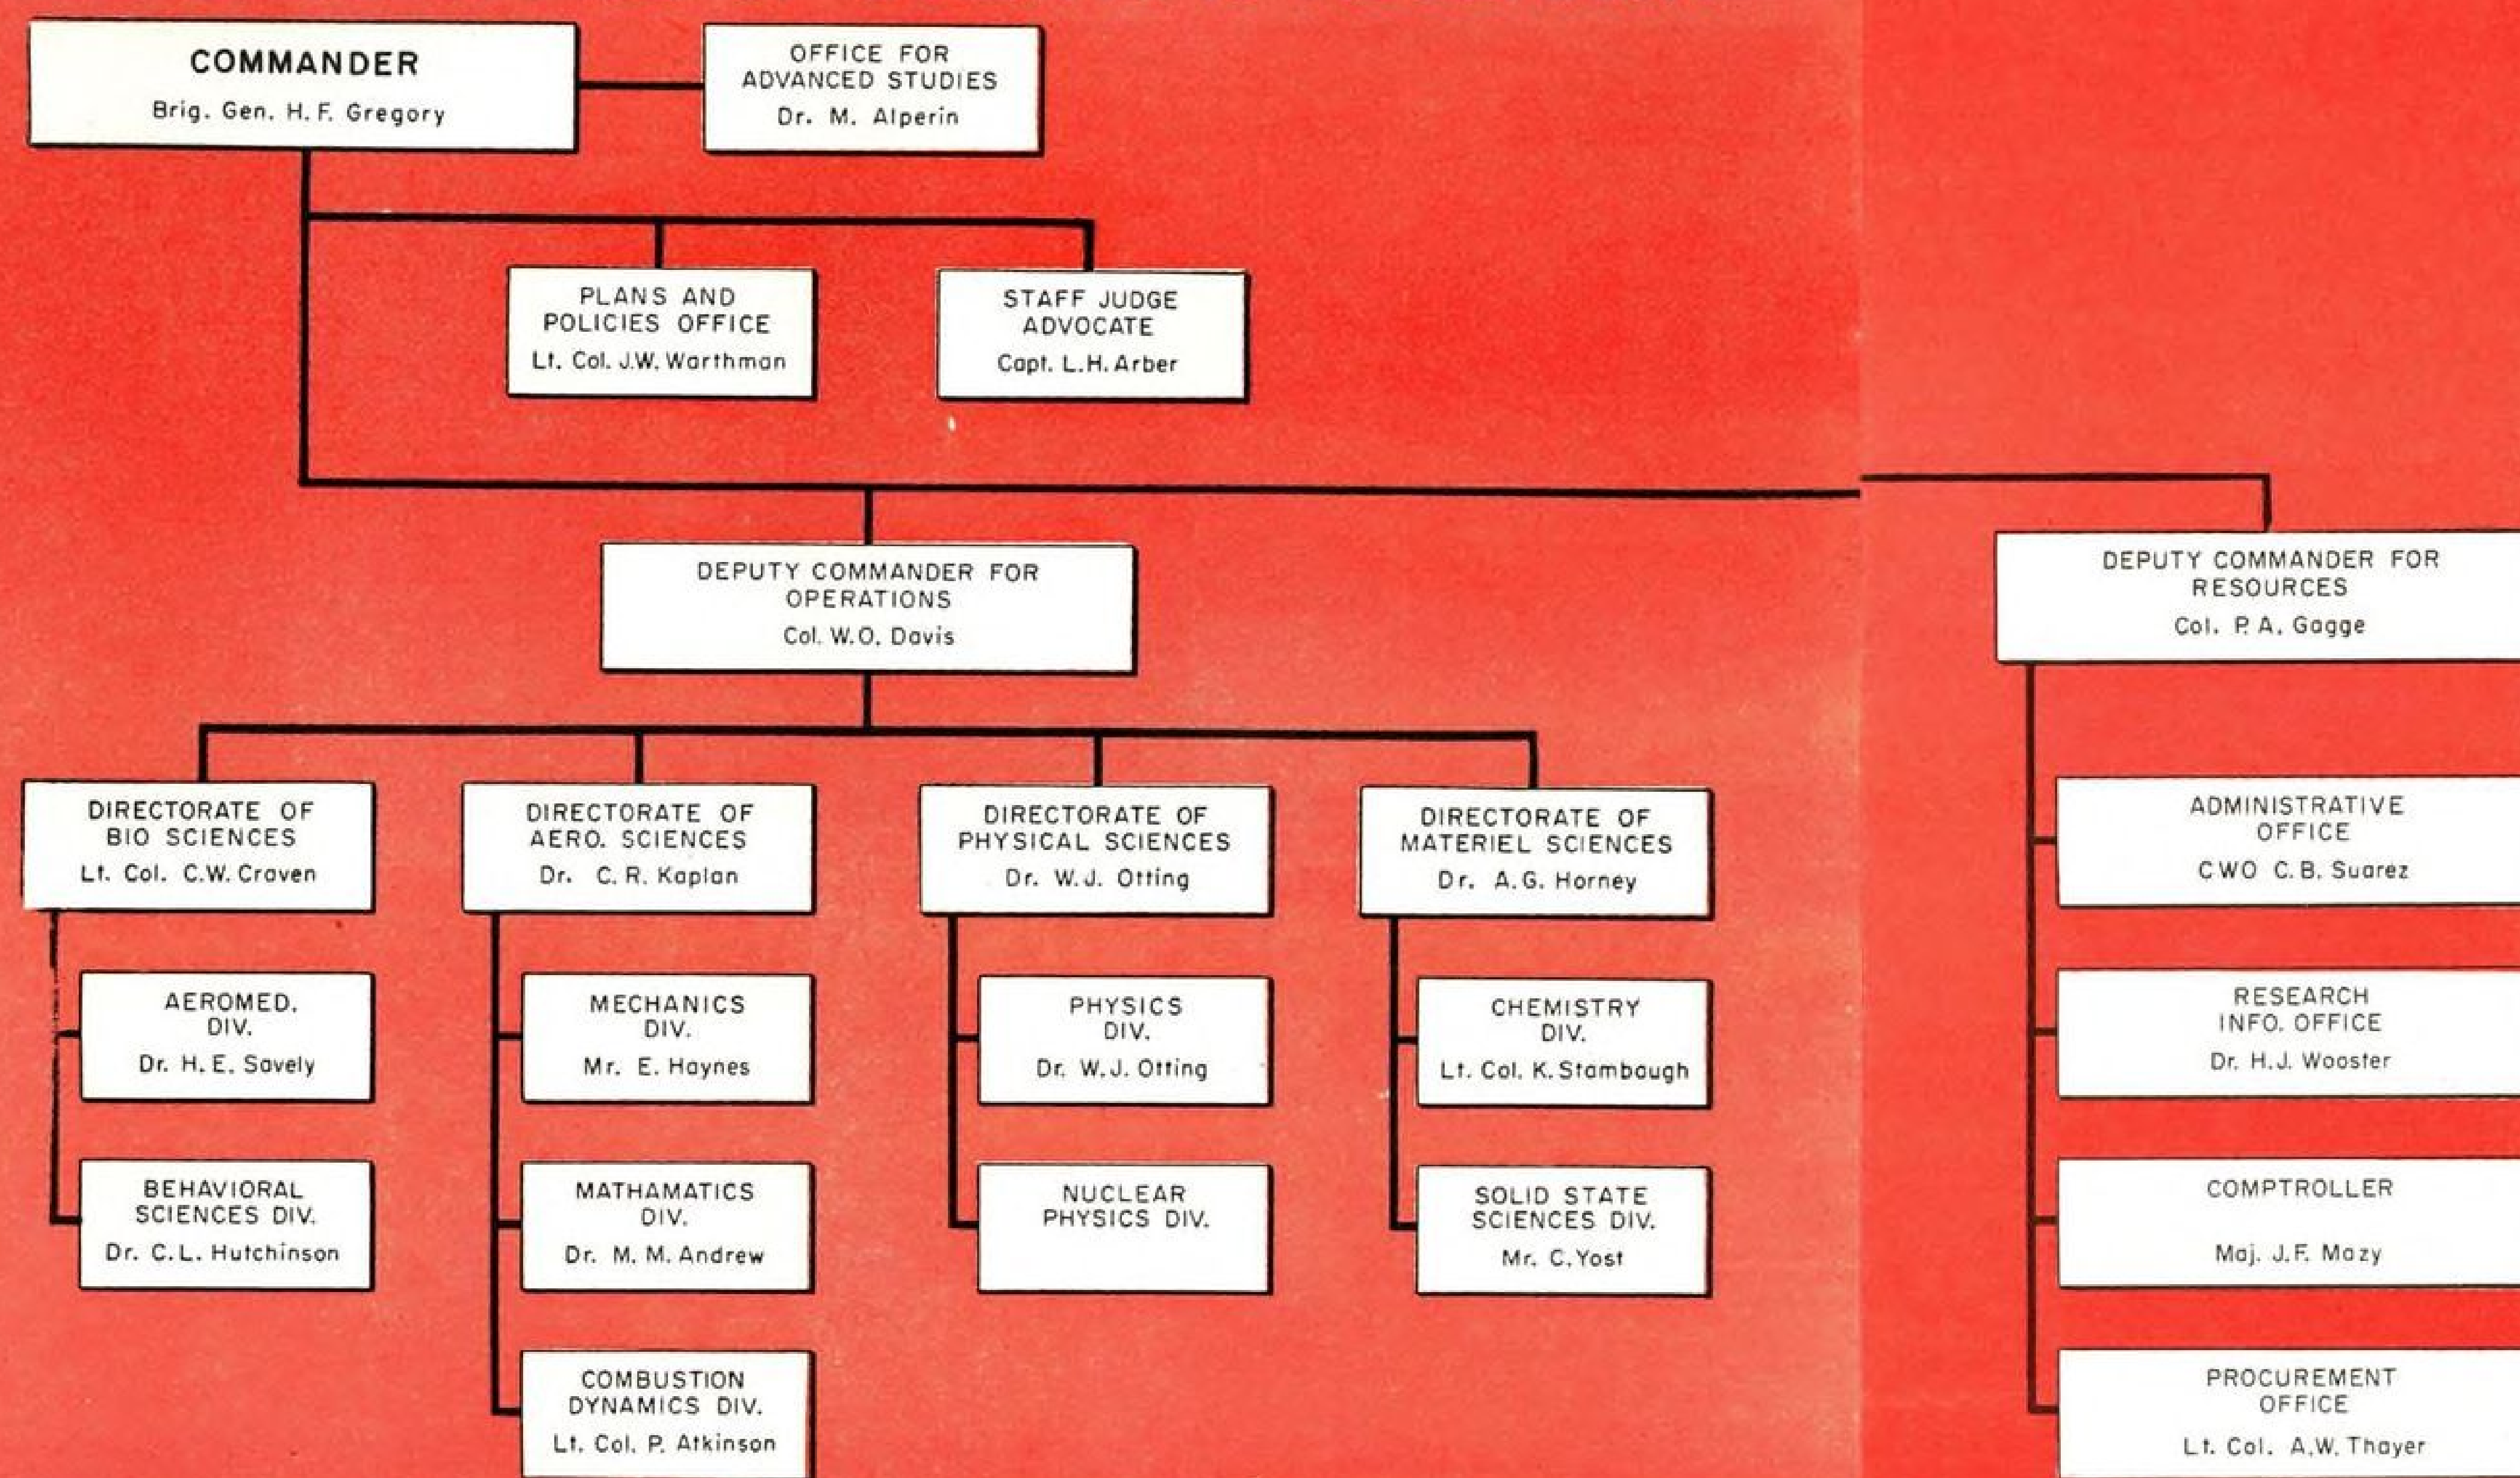 COMMANDER
Brig. Gen. H. F. Gregory
OFFICE FOR
ADVANCED STUDIES
Dr. M. Alperin
PLANS AND
POLICIES OFFICE
Lt. Col. J.W. Warthman
STAFF JUDGE
ADVOCATE
Capt. L.H. Arber
DEPUTY COMMANDER FOR
OPERATIONS
Col. W.O. Davis
DEPUTY COMMANDER FOR
RESOURCES
Col. P. A. Gagge
DIRECTORATE OF
BIO SCIENCES
Lt. Col. C.W. Craven
AEROMED.
DIV.
Dr. H. E. Savely
BEHAVIORAL
SCIENCES DIV.
Dr. C. L. Hutchinson
DIRECTORATE OF
AERO. SCIENCES
Dr. C. R. Kaplan
MECHANICS
DIV.
Mr. E. Haynes
MATHAMATICS
DIV.
Dr. M. M. Andrew
COMBUSTION
DYNAMICS DIV.
Lt. Col. P. Atkinson
DIRECTORATE OF
PHYSICAL SCIENCES
Dr. W. J. Otting
PHYSICS
DIV.
Dr. W. J. Otting
NUCLEAR
PHYSICS DIV.
DIRECTORATE OF
MATERIEL SCIENCES
Dr. A. G. Horney
CHEMISTRY
DIV.
Lt. Col. K. Stambaugh
SOLID STATE
SCIENCES DIV.
Mr. C. Yost
ADMINISTRATIVE
OFFICE
CWO C. B. Suarez
RESEARCH
INFO. OFFICE
Dr. H. J. Wooster
COMPTROLLER
Maj. J. F. Mazy
PROCUREMENT
OFFICE
Lt. Col. A. W. Thayer